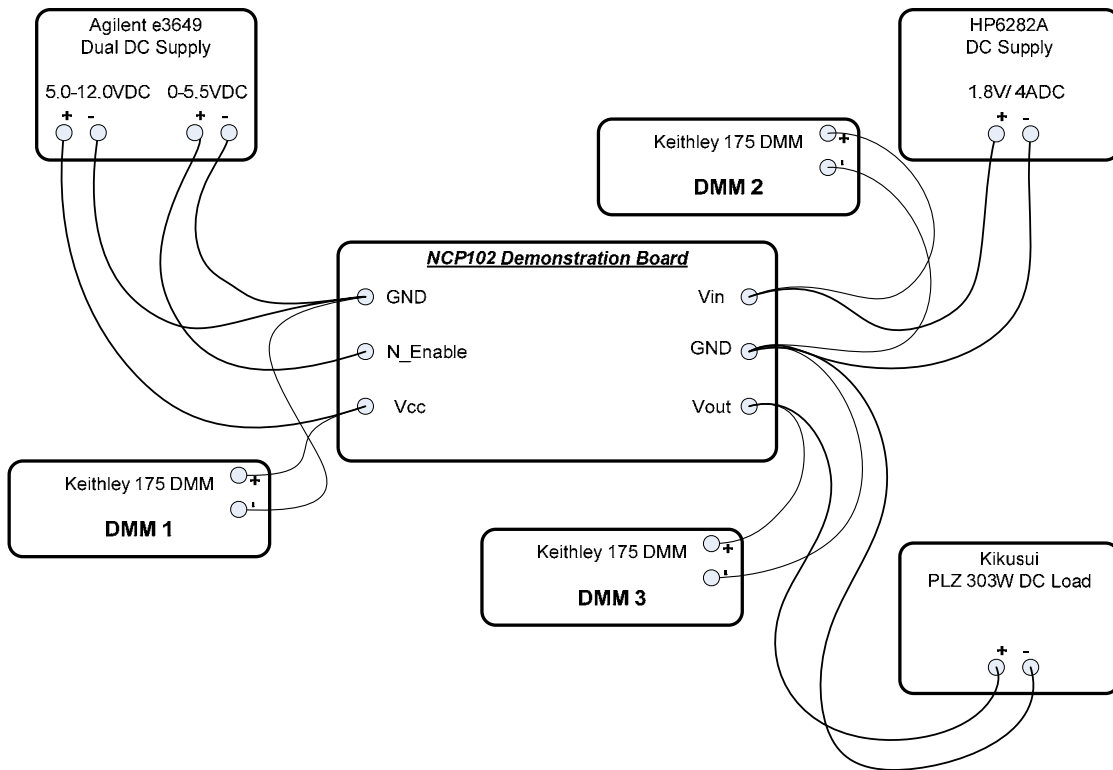 Agilent e3649
Dual DC Supply
5.0-12.0VDC 0-5.5VDC
+ - + -
HP6282A
DC Supply
1.8V/ 4ADC
+ -
Keithley 175 DMM
+
DMM 2
-
NCP102 Demonstration Board
GND
N_Enable
Vcc
Vin
GND
Vout
Keithley 175 DMM
+
DMM 1
-
Keithley 175 DMM
+
DMM 3
-
Kikusui
PLZ 303W DC Load
+ -